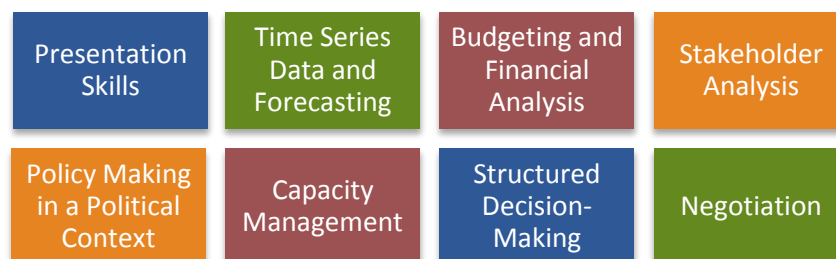 Presentation
Skills
Time Series
Data and
Forecasting
Budgeting and
Financial
Analysis
Stakeholder
Analysis
Policy Making
in a Political
Context
Capacity
Management
Structured
Decision-
Making
Negotiation